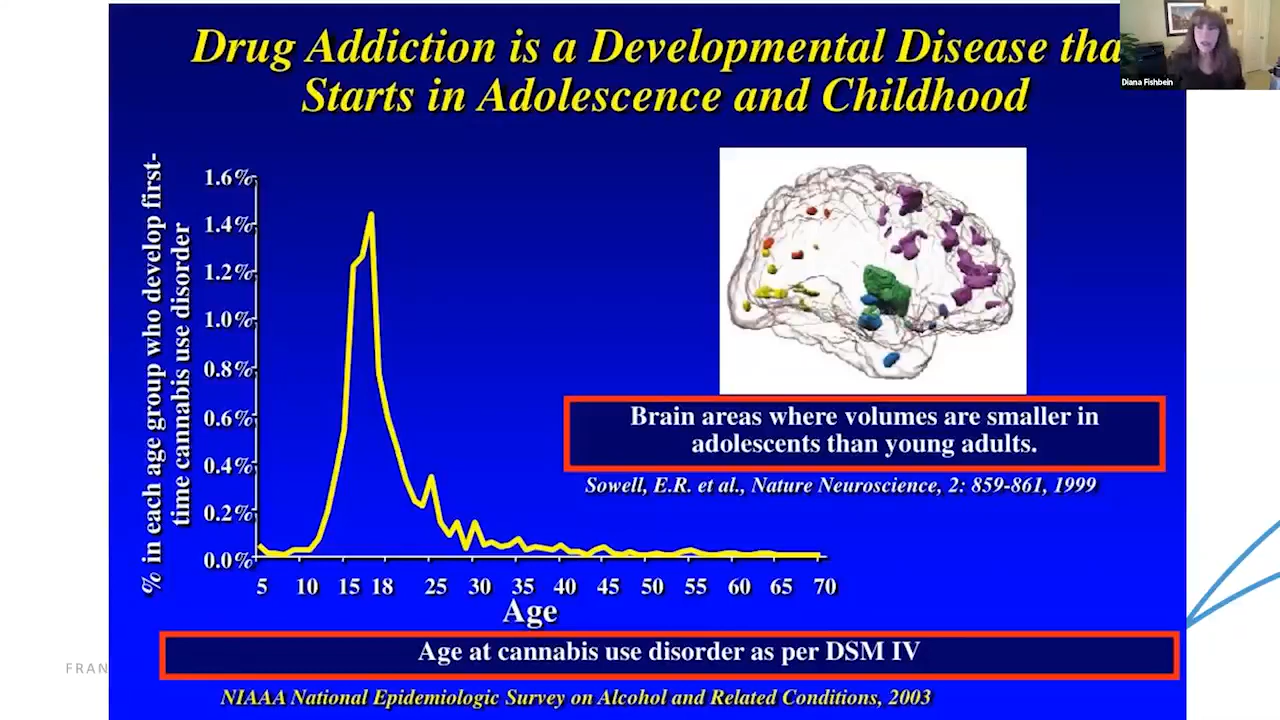 Drug Addiction is a Developmental Disease tha
Starts in Adolescence and Childhood
Diana Fishbein
% in each age group who develop first-
time cannabis use disorder
1.6%
1.4%
1.2%
1.0%
0.8%
0.6%
0.4%
0.2%
0.0%
5 10 15 18 25 30 35 40 45 50 55 60 65 70
Age
Brain areas where volumes are smaller in
adolescents than young adults.
Sowell, E.R. et al., Nature Neuroscience, 2: 859-861, 1999
Age at cannabis use disorder as per DSM IV
FRAN
NIAAA National Epidemiologic Survey on Alcohol and Related Conditions, 2003